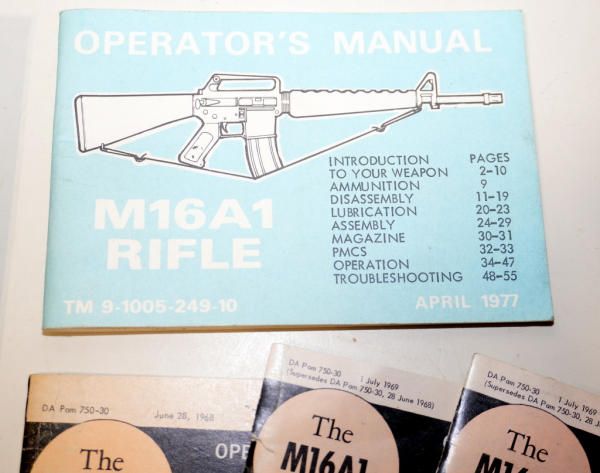 OPERATOR'S MANUAL
INTRODUCTION PAGES
TO YOUR WEAPON 2-10
AMMUNITION 9
DISASSEMBLY 11-19
LUBRICATION 20-23
ASSEMBLY 24-29
MAGAZINE 30-31
PMCS 32-33
OPERATION 34-47
TROUBLESHOOTING 48-55
M16A1
RIFLE
TM 9-1005-249-10 APRIL 1977
DA Pam 750-30 June 28, 1968
OPE
The
DA Pam 750-30 1 July 1969
(Supersedes DA Pam 750-30, 28 June 1968)
The
M16A1
DA Pam 750-30 1 July 1969
(Supersedes DA Pam 750-30, 28 J
The